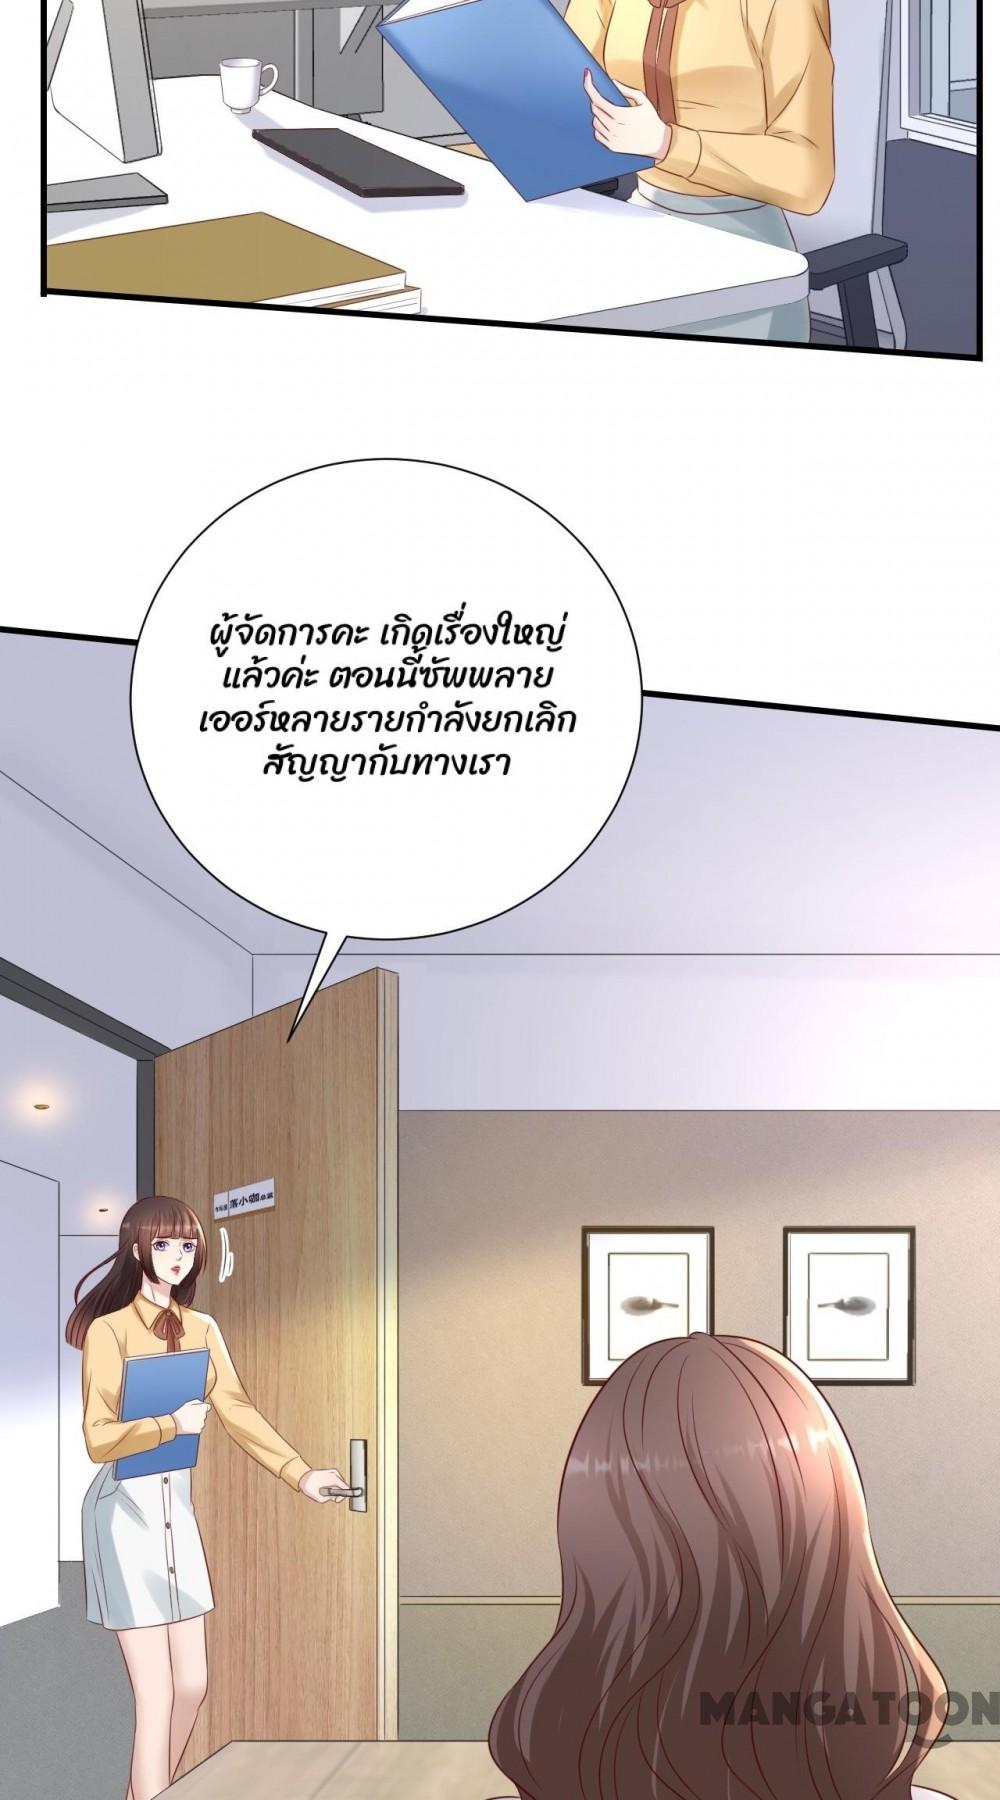 ผู้จัดการคะ เกิดเรื่องใหญ่
แล้วค่ะ ตอนนี้ซัพพลาย
เออร์หลายรายกำลังยกเลิก
สัญญากับทางเรา
落小咖
MANGATOON